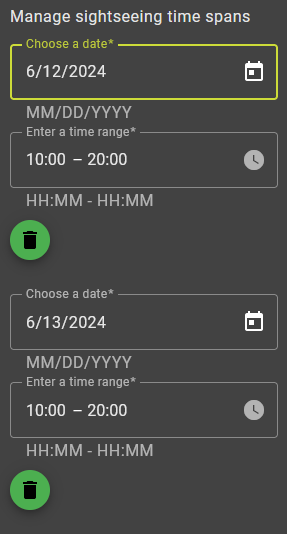 Manage sightseeing time spans
Choose a date*
6/12/2024
MM/DD/YYYY
Enter a time range*
10:00 – 20:00
HH:MM - HH:MM
Choose a date*
6/13/2024
MM/DD/YYYY
Enter a time range*
10:00 – 20:00
HH:MM - HH:MM